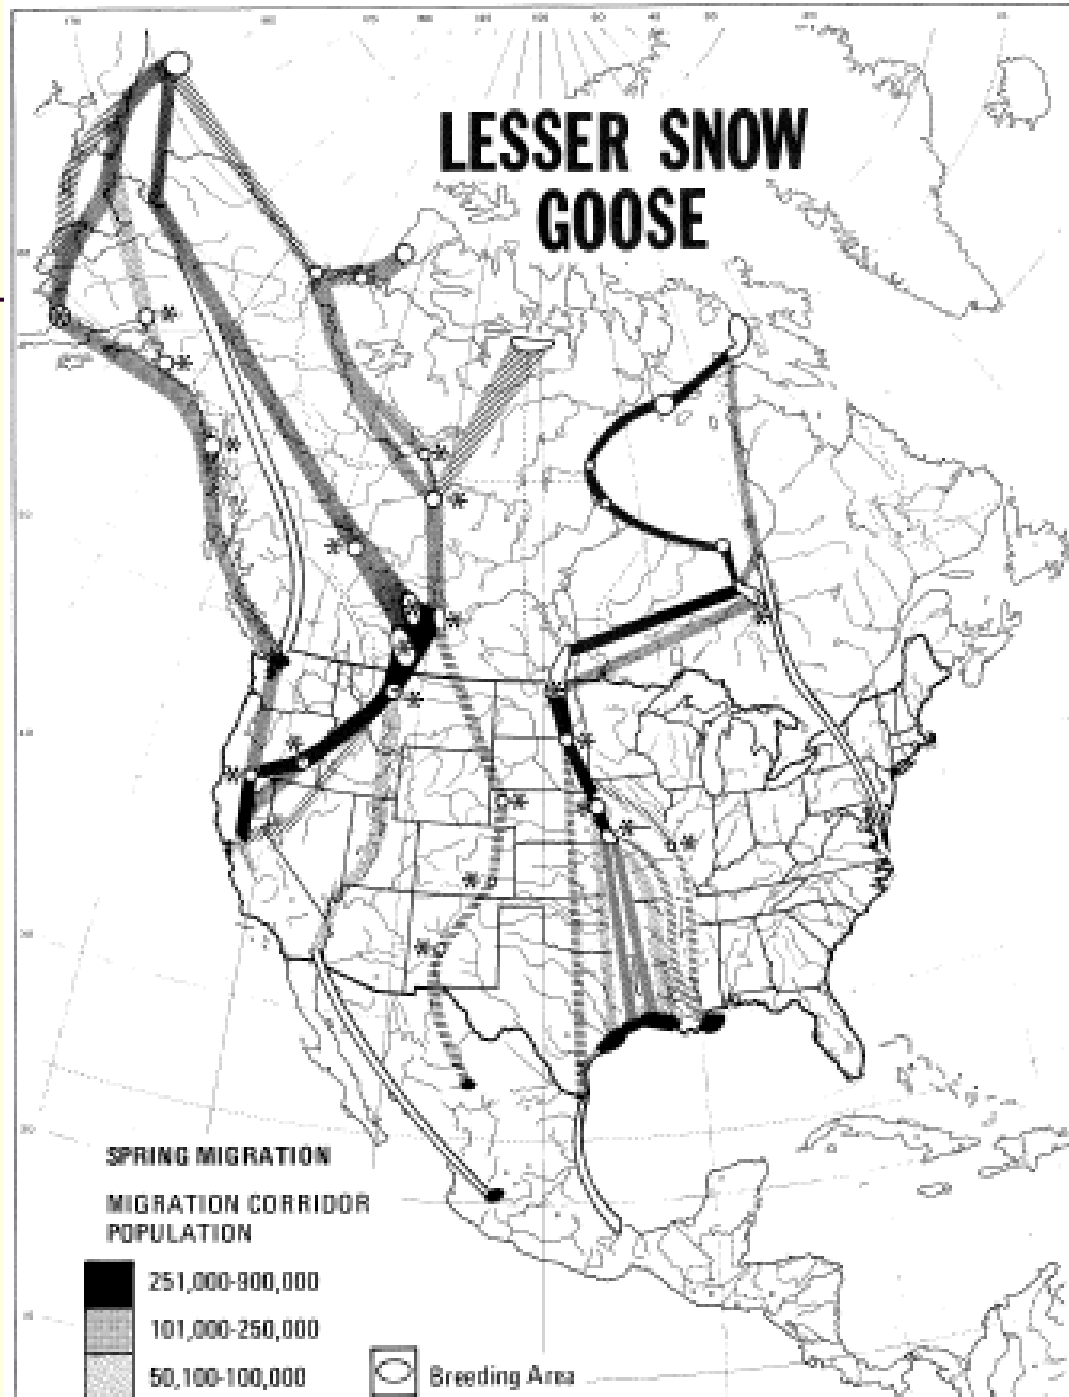 LESSER SNOW
GOOSE
SPRING MIGRATION
MIGRATION CORRIDOR
POPULATION
251,000-900,000
101,000-250,000
50,100-100,000
Breeding Area